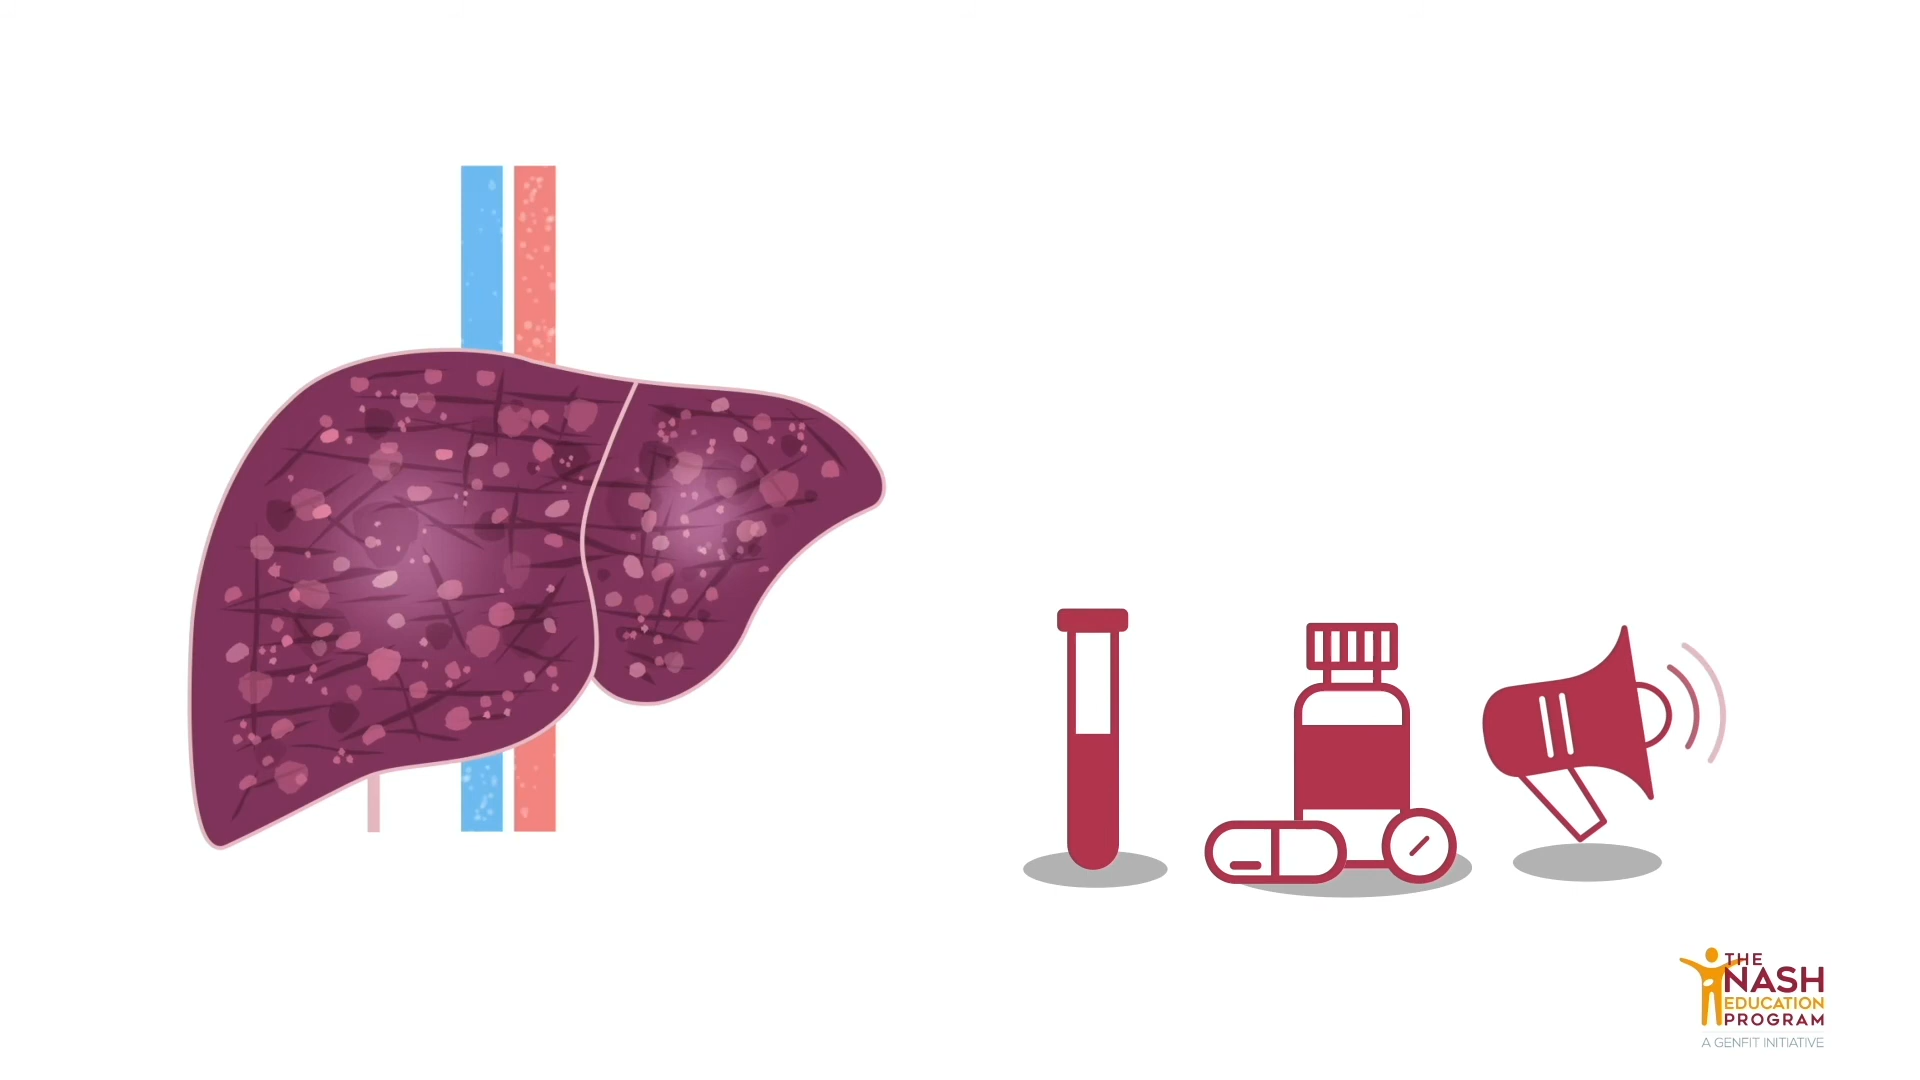 THE
NASH
EDUCATION
PROGRAM
A GENFIT INITIATIVE